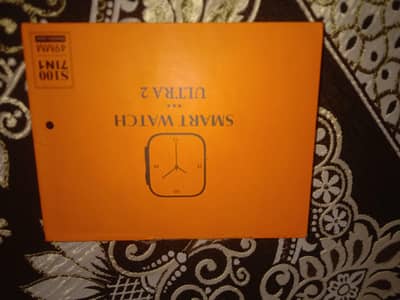 SMART WATCH
ULTRA 2
S100
7IN1
49MM